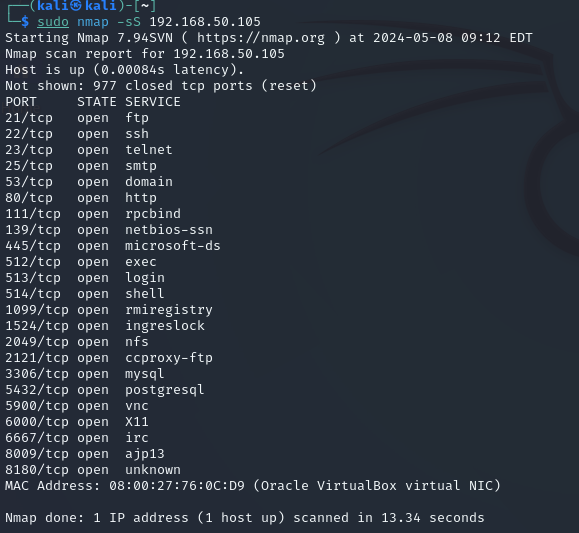 ┌──(kali㉿kali)-[~]
└─$ sudo nmap -sS 192.168.50.105
Starting Nmap 7.94SVN ( https://nmap.org ) at 2024-05-08 09:12 EDT
Nmap scan report for 192.168.50.105
Host is up (0.00084s latency).
Not shown: 977 closed tcp ports (reset)
PORT     STATE SERVICE
21/tcp   open  ftp
22/tcp   open  ssh
23/tcp   open  telnet
25/tcp   open  smtp
53/tcp   open  domain
80/tcp   open  http
111/tcp  open  rpcbind
139/tcp  open  netbios-ssn
445/tcp  open  microsoft-ds
512/tcp  open  exec
513/tcp  open  login
514/tcp  open  shell
1099/tcp open  rmiregistry
1524/tcp open  ingreslock
2049/tcp open  nfs
2121/tcp open  ccproxy-ftp
3306/tcp open  mysql
5432/tcp open  postgresql
5900/tcp open  vnc
6000/tcp open  X11
6667/tcp open  irc
8009/tcp open  ajp13
8180/tcp open  unknown
MAC Address: 08:00:27:76:0C:D9 (Oracle VirtualBox virtual NIC)

Nmap done: 1 IP address (1 host up) scanned in 13.34 seconds